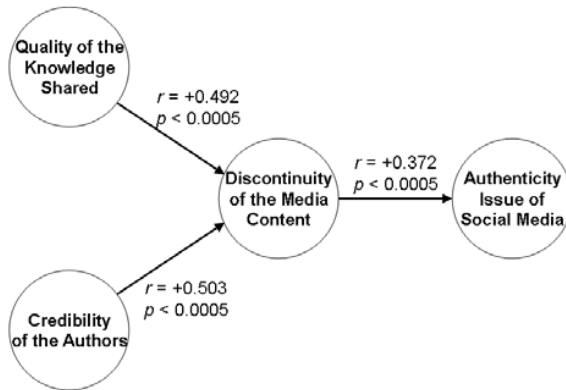 Quality of the
Knowledge
Shared
r = +0.492
p < 0.0005
Discontinuity
of the Media
Content
r = +0.372
p < 0.0005
Authenticity
Issue of
Social Media
r = +0.503
p < 0.0005
Credibility
of the Authors